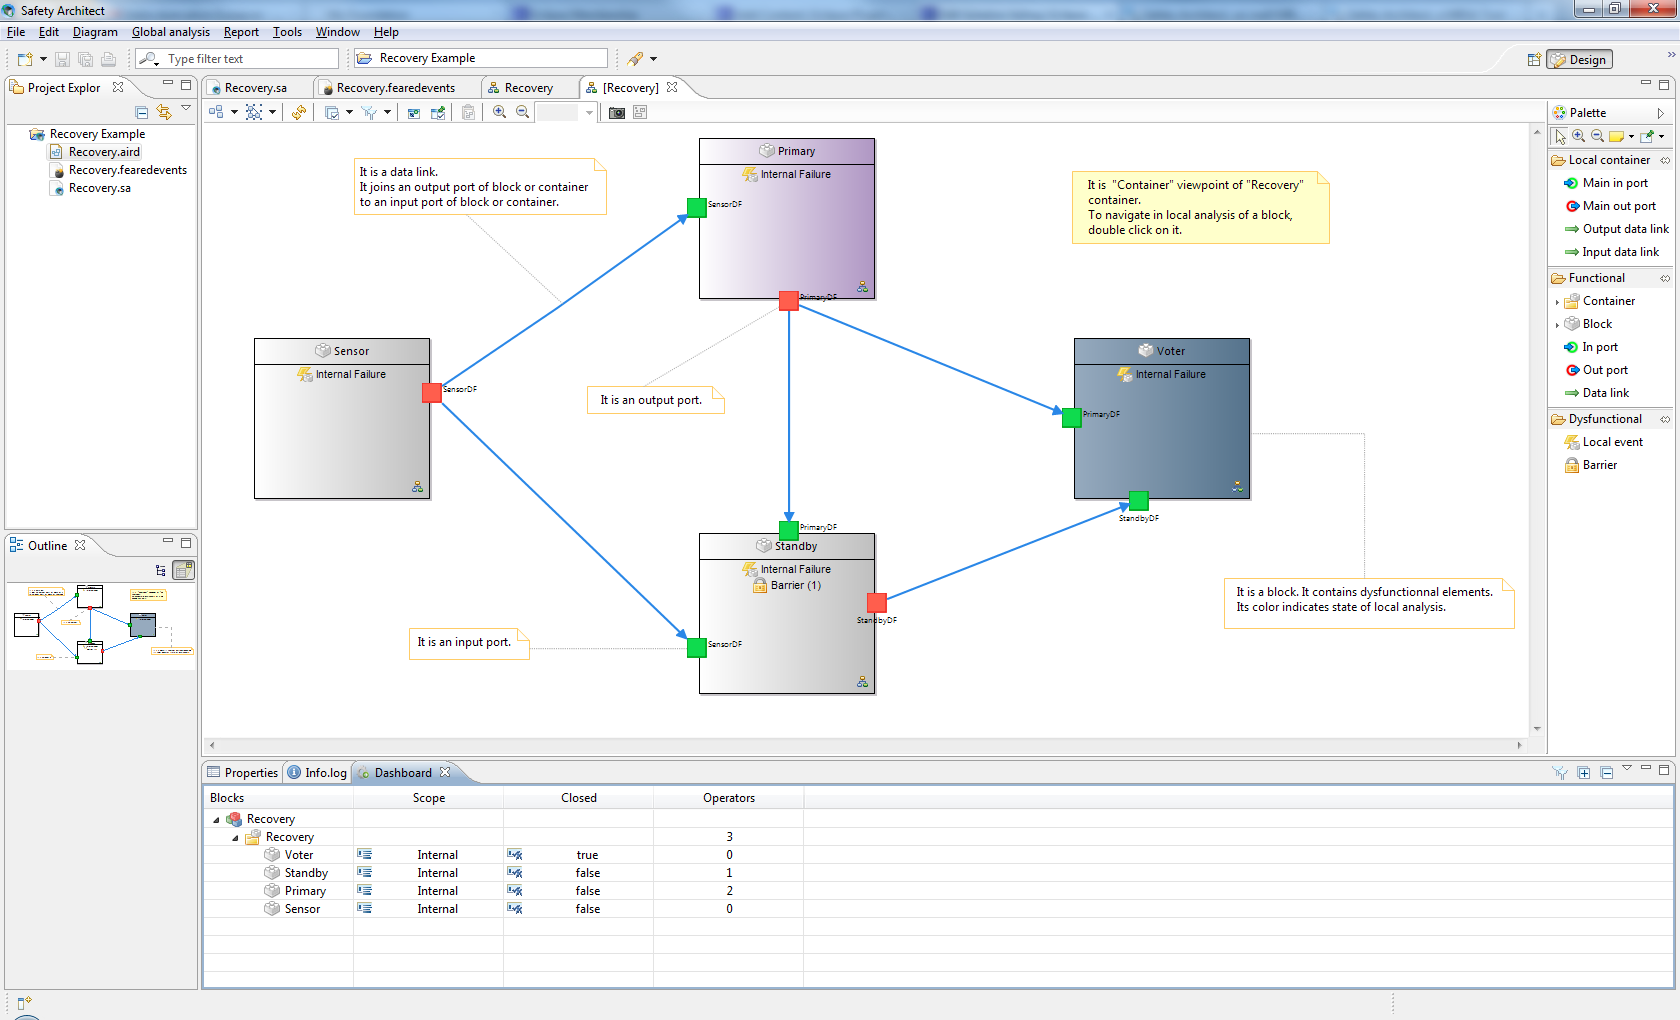 Safety Architect
File Edit Diagram Global analysis Report Tools Window Help
Type filter text
Recovery Example
Design
Project Explor
Recovery Example
Recovery.aird
Recovery.fearedevents
Recovery.sa
Outline
Recovery.sa
Recovery.fearedevents
Recovery
[Recovery]
It is a data link.
It joins an output port of block or container
to an input port of block or container.
Primary
Internal Failure
SensorDF
PrimaryDF
It is "Container" viewpoint of "Recovery"
container.
To navigate in local analysis of a block,
double click on it.
Sensor
Internal Failure
SensorDF
It is an output port.
Voter
Internal Failure
PrimaryDF
StandbyDF
PrimaryDF
Standby
Internal Failure
Barrier (1)
StandbyDF
SensorDF
It is an input port.
It is a block. It contains dysfunctionnal elements.
Its color indicates state of local analysis.
Palette
Local container
Main in port
Main out port
Output data link
Input data link
Functional
Container
Block
In port
Out port
Data link
Dysfunctional
Local event
Barrier
Properties
Info.log
Dashboard
Blocks Scope Closed Operators
Recovery
Recovery 3
Voter Internal true 0
Standby Internal false 1
Primary Internal false 2
Sensor Internal false 0